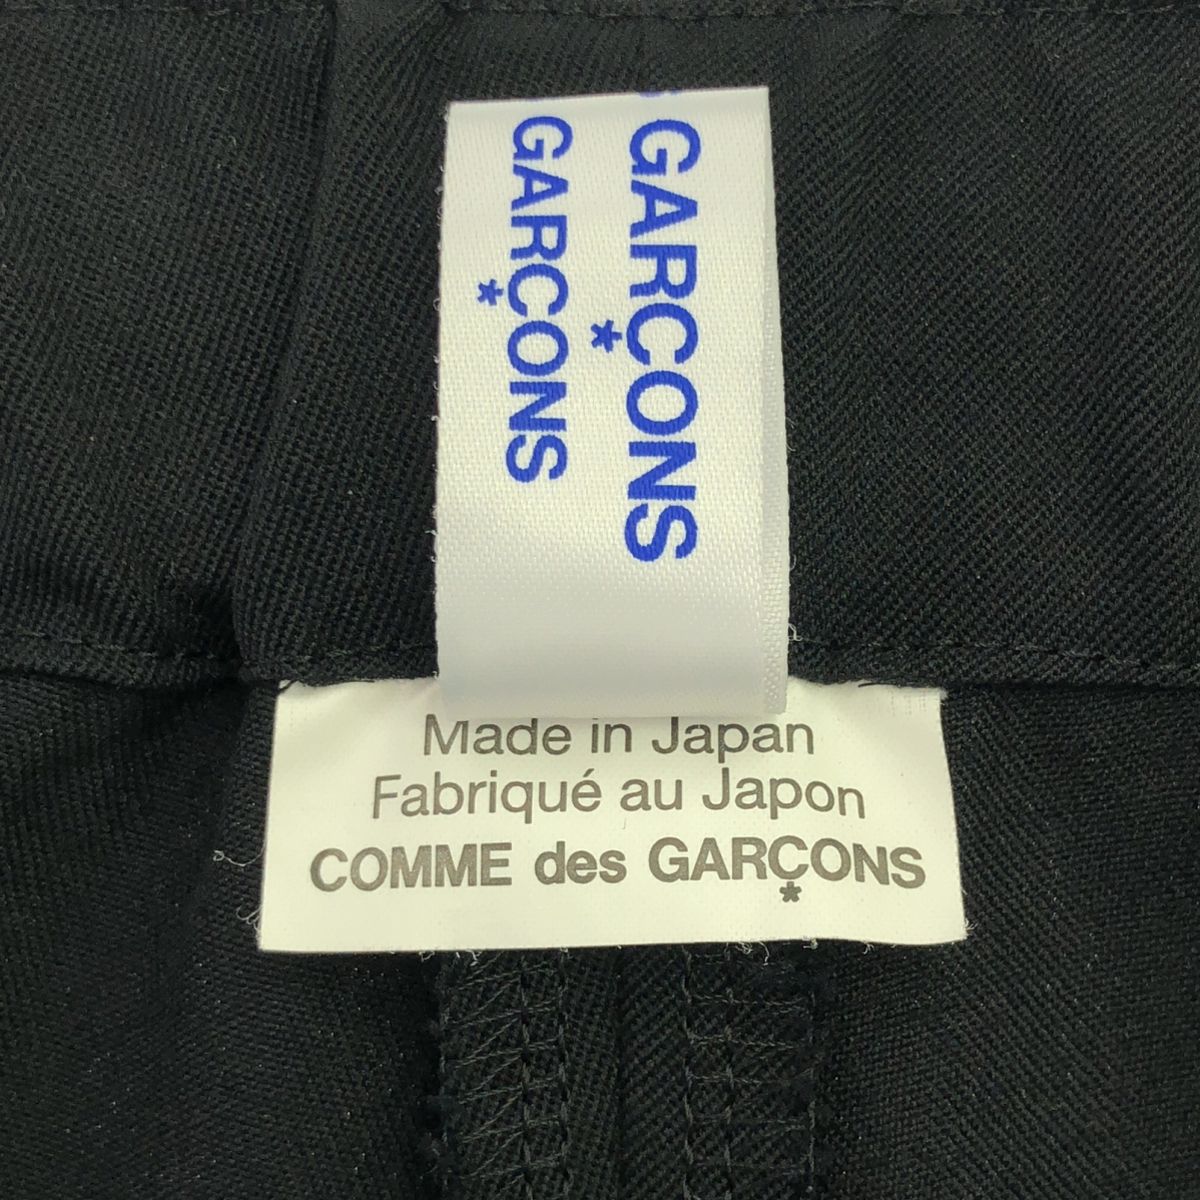 GARÇONS
GARÇONS
Made in Japan
Fabriqué au Japon
COMME des GARÇONS